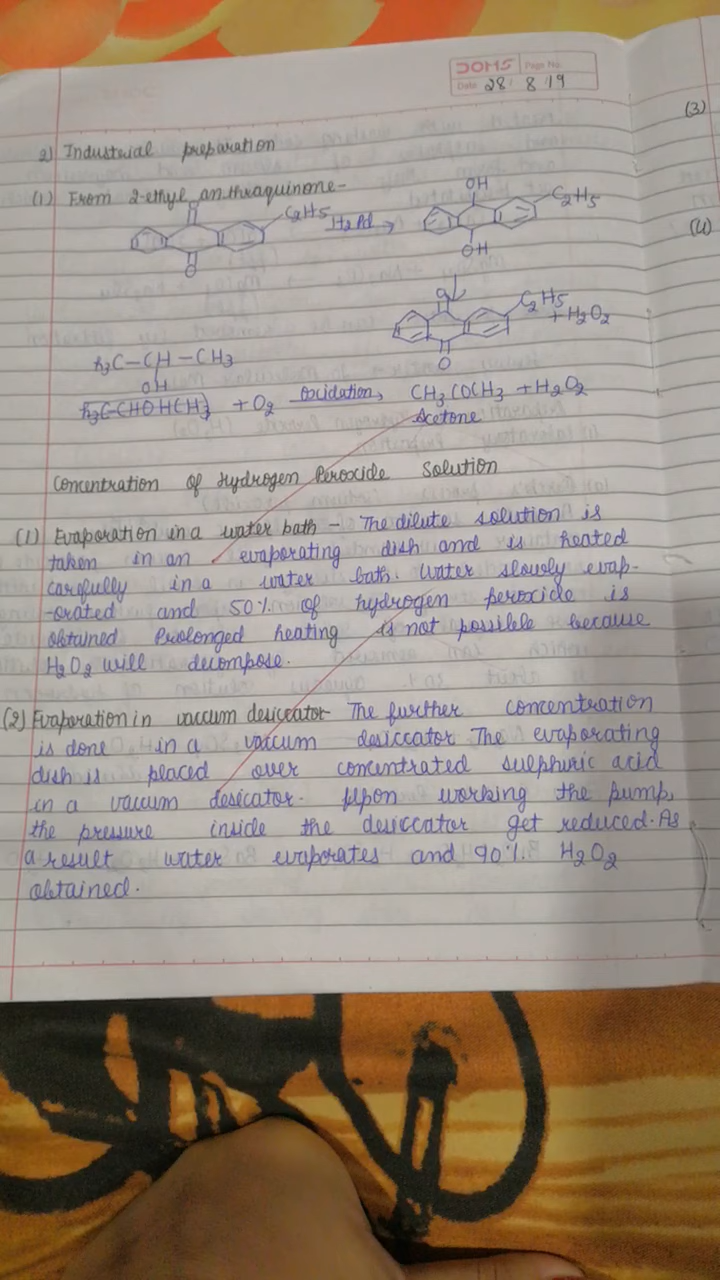 DOMS
Page No.
Date 28 8 19
(3)
2) Industrial preparation
(1) From 2-ethyl anthraquinone-
OH
C2H5
C2H5
H2 Pd
(4)
O
OH
O
C2H5
+ H2O2
O
H3C-CH-CH3
OH
+ O2 Oxidation CH3COCH3 + H2O2
Acetone
Concentration of Hydrogen Peroxide Solution
(1) Evaporation in a water bath - The dilute solution is
taken in an evaporating dish and is heated
carefully in a water bath. Water slowly evap-
-orated and 50% of hydrogen peroxide is
obtained Prolonged heating is not possible because
H2O2 will decompose.
(2) Evaporation in vaccum desiccator The further concentration
is done in a vaccum desiccator The evaporating
dish is placed over concentrated sulphuric acid
in a vaccum desicator. Upon working the pump,
the pressure inside the desiccator get reduced. As
a result water evaporates and 90% H2O2
obtained.